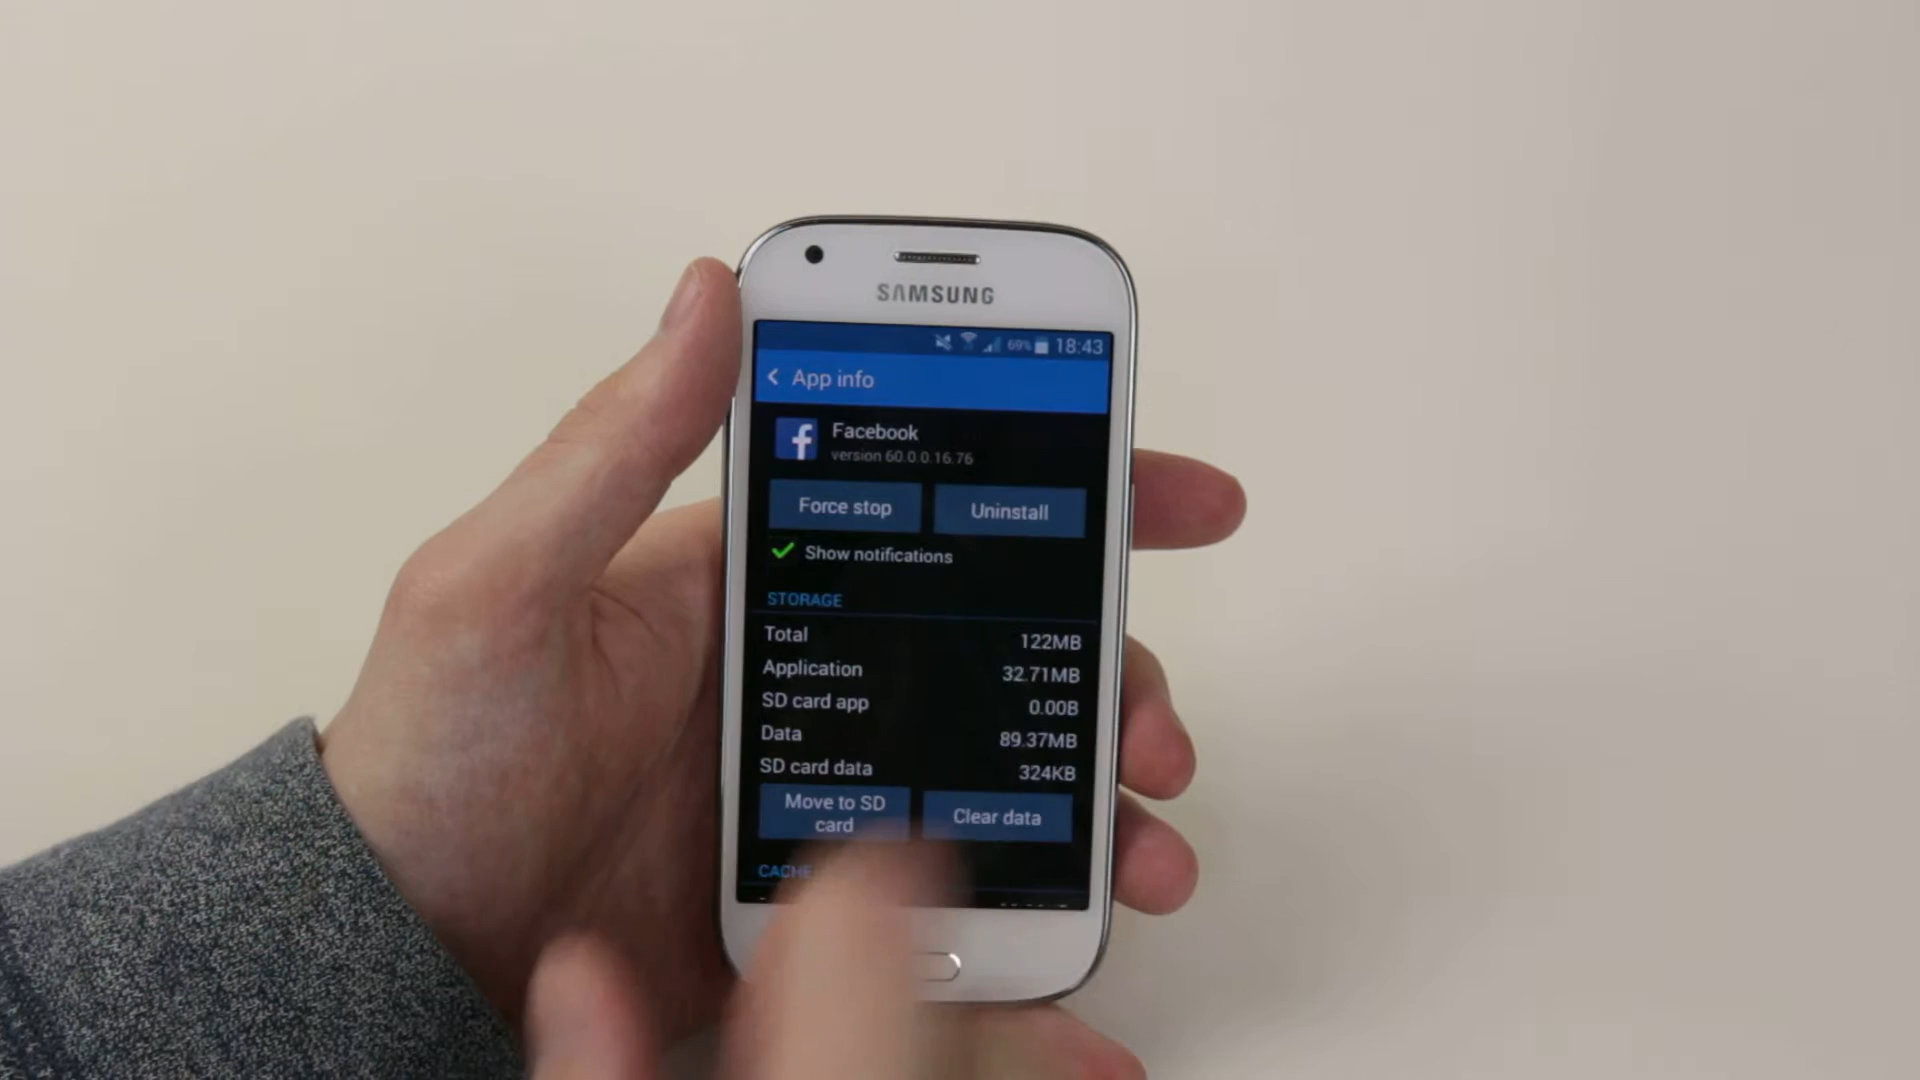 SAMSUNG
69% 18:43
App info
Facebook
version 60.0.0.16.76
Force stop
Uninstall
Show notifications
STORAGE
Total 122MB
Application 32.71MB
SD card app 0.00B
Data 89.37MB
SD card data 324KB
Move to SD
card
Clear data
CACHE